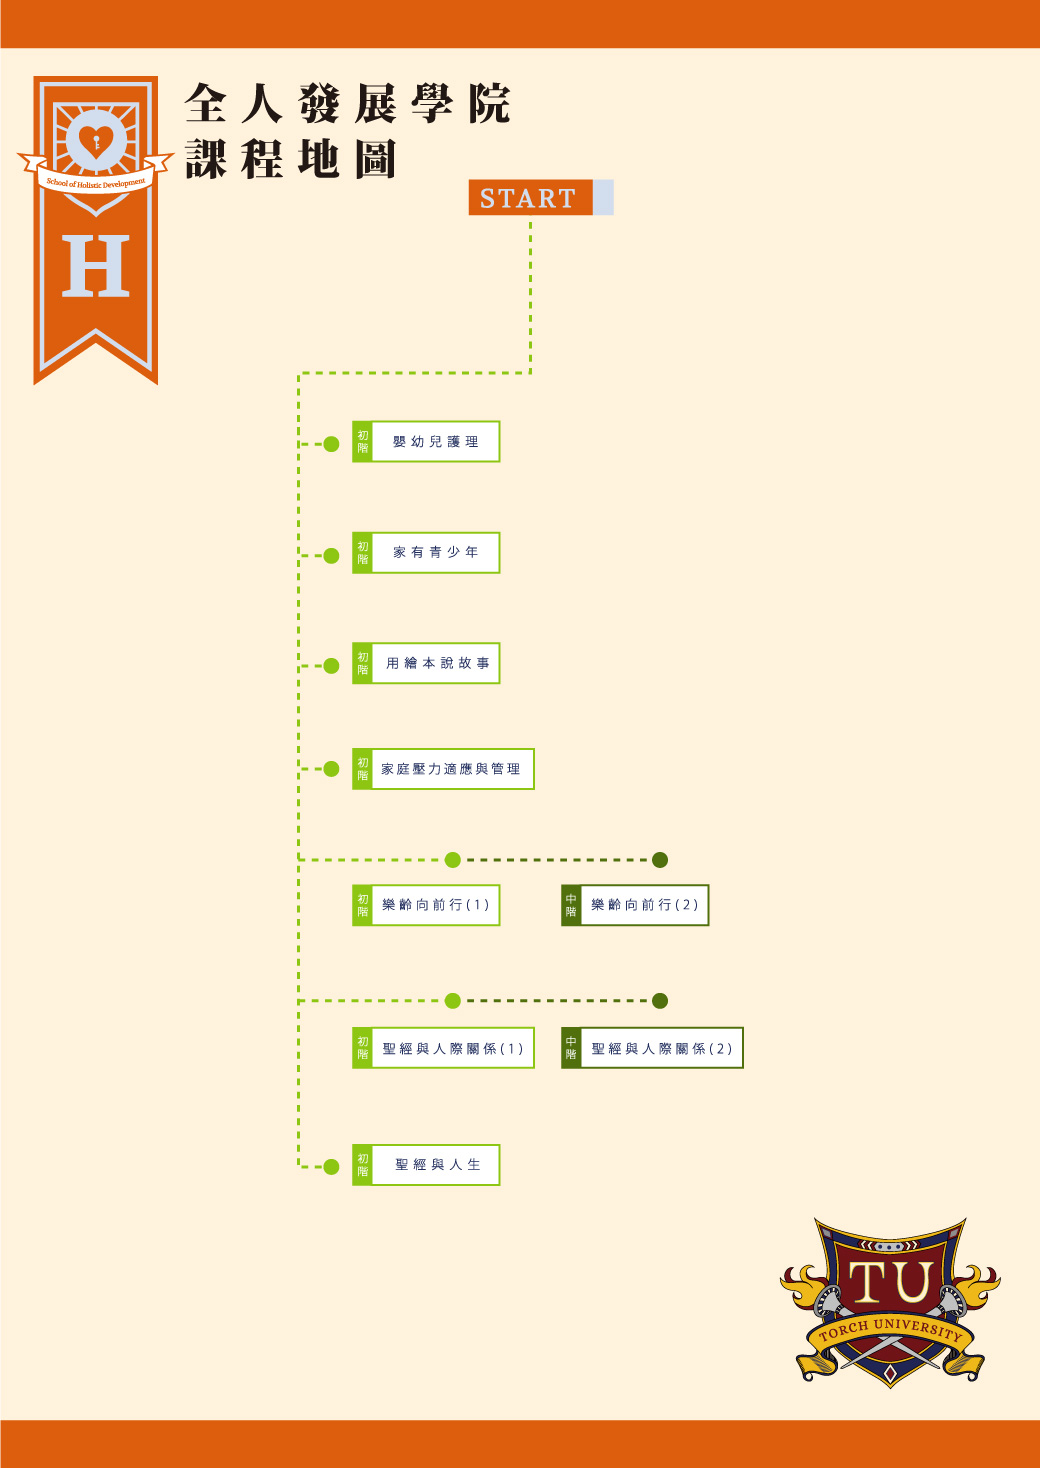 全人發展學院
課程地圖
School of Holistic Development
H
START
初階 嬰幼兒護理
初階 家有青少年
初階 用繪本說故事
初階 家庭壓力適應與管理
初階 樂齡向前行(1)
中階 樂齡向前行(2)
初階 聖經與人際關係(1)
中階 聖經與人際關係(2)
初階 聖經與人生
TU
TORCH UNIVERSITY